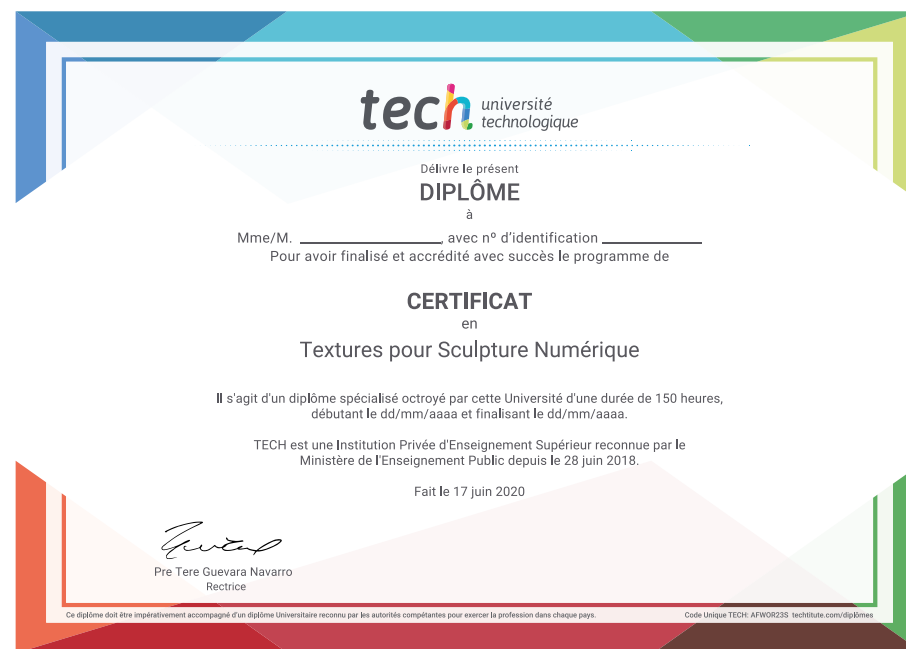 tech université
technologique
Délivre le présent
DIPLÔME
à
Mme/M. ____________________, avec nº d'identification ______________
Pour avoir finalisé et accrédité avec succès le programme de
CERTIFICAT
en
Textures pour Sculpture Numérique
Il s'agit d'un diplôme spécialisé octroyé par cette Université d'une durée de 150 heures,
débutant le dd/mm/aaaa et finalisant le dd/mm/aaaa.
TECH est une Institution Privée d'Enseignement Supérieur reconnue par le
Ministère de l'Enseignement Public depuis le 28 juin 2018.
Fait le 17 juin 2020
Pre Tere Guevara Navarro
Rectrice
Ce diplôme doit être impérativement accompagné d'un diplôme Universitaire reconnu par les autorités compétentes pour exercer la profession dans chaque pays.
Code Unique TECH: AFWOR23S techtitute.com/diplômes